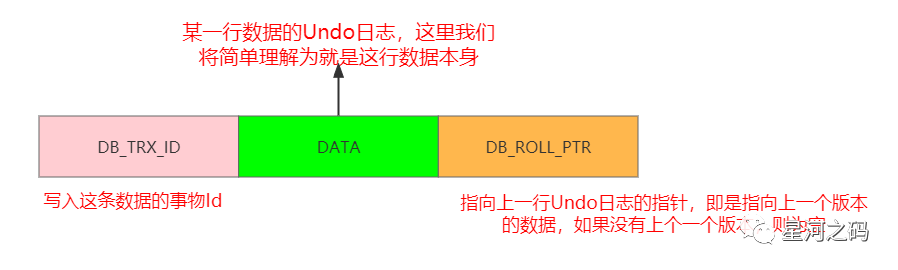 某一行数据的Undo日志，这里我们
将简单理解为就是这行数据本身
DB_TRX_ID
DATA
DB_ROLL_PTR
写入这条数据的事物Id
指向上一行Undo日志的指针，即是指向上一个版本
的数据，如果没有上个一个版
星河之码